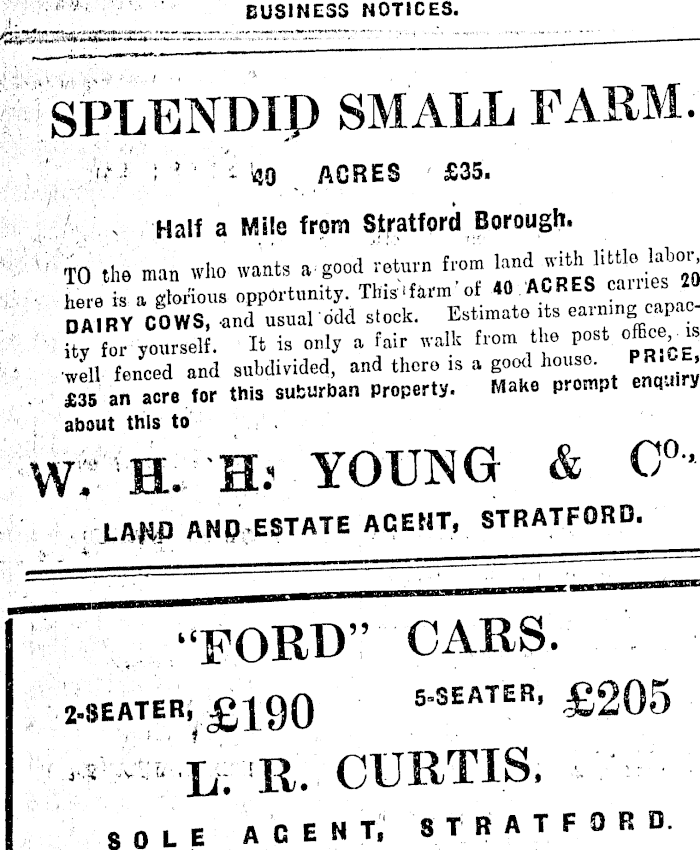 BUSINESS NOTICES.
SPLENDID SMALL FARM.
40 ACRES £35.
Half a Mile from Stratford Borough.
TO the man who wants a good return from land with little labor,
here is a glorious opportunity. This farm of 40 ACRES carries 20
DAIRY COWS, and usual odd stock. Estimate its earning capac-
ity for yourself. It is only a fair walk from the post office, is
well fenced and subdivided, and there is a good house. PRICE,
£35 an acre for this suburban property. Make prompt enquiry
about this to
W. H. H. YOUNG & Co.,
LAND AND ESTATE AGENT, STRATFORD.
"FORD" CARS.
2-SEATER, £190 5-SEATER, £205
L. R. CURTIS,
SOLE AGENT, STRATFORD.